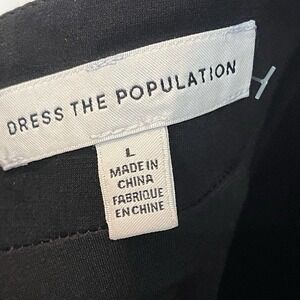 DRESS THE POPULATION
L
MADE IN
CHINA
FABRIQUE
EN CHINE